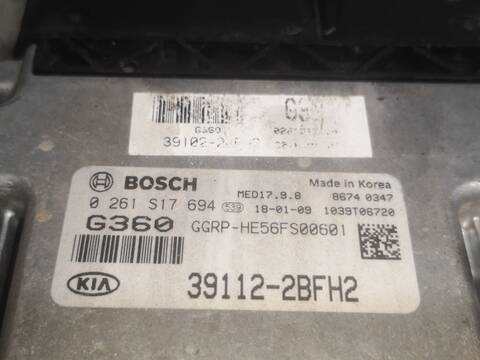 G360
BOSCH
Made in Korea
0 261 S17 694
MED17.9.8
8674 0347
18-01-09
1039T06720
G360
GGRP-HE56FS00601
KIA
39112-2BFH2